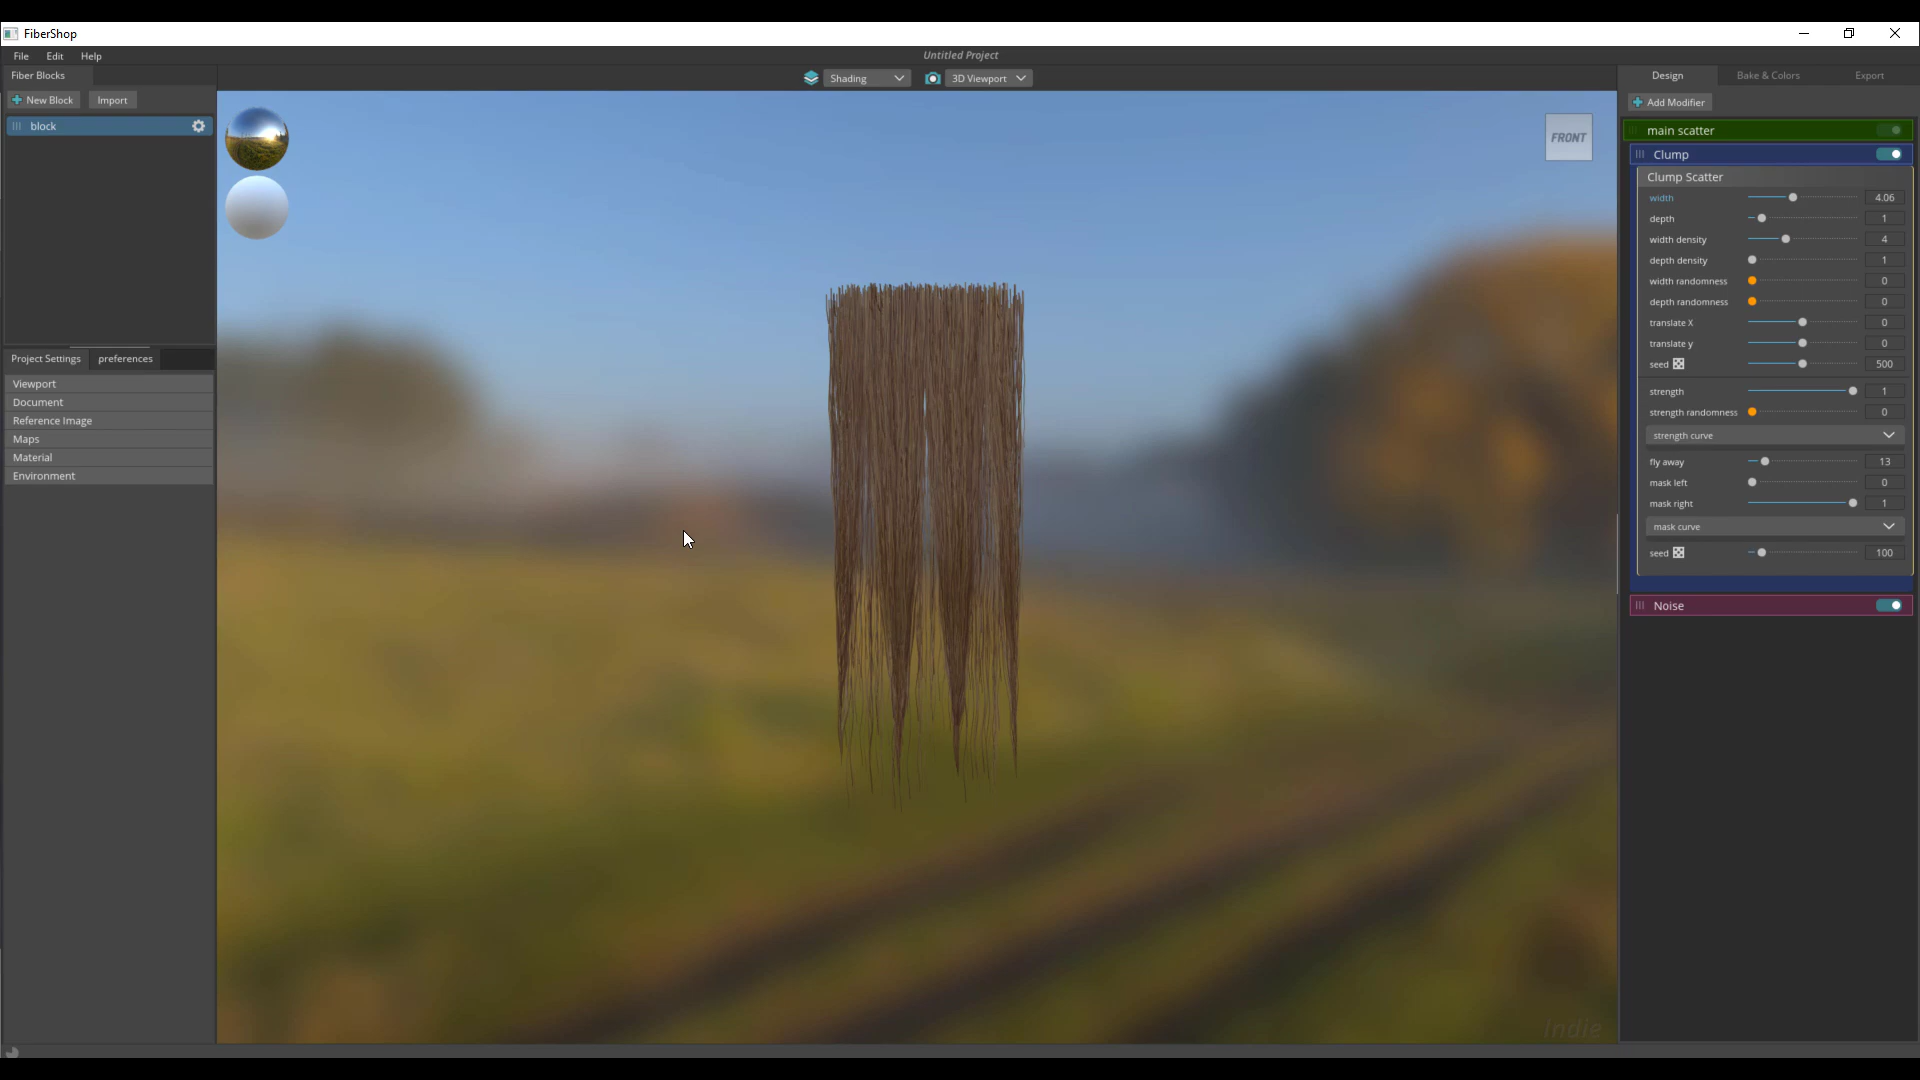 FiberShop
File Edit Help
Untitled Project
Fiber Blocks
Shading
3D Viewport
Design Bake & Colors Export
New Block Import
Add Modifier
block
FRONT
main scatter
Clump
Clump Scatter
width 4.06
depth 1
width density 4
depth density 1
width randomness 0
depth randomness 0
translate X 0
translate y 0
seed 500
strength 1
strength randomness 0
strength curve
fly away 13
mask left 0
mask right 1
mask curve
seed 100
Noise
Project Settings preferences
Viewport
Document
Reference Image
Maps
Material
Environment
Indie